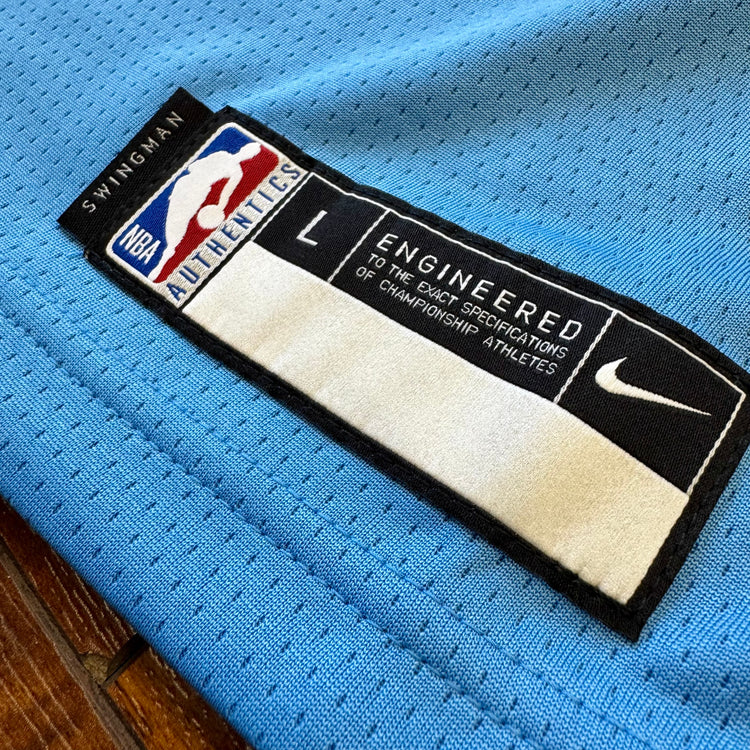 SWINGMAN
NBA
AUTHENTICS
L
ENGINEERED
TO THE EXACT SPECIFICATIONS
OF CHAMPIONSHIP ATHLETES